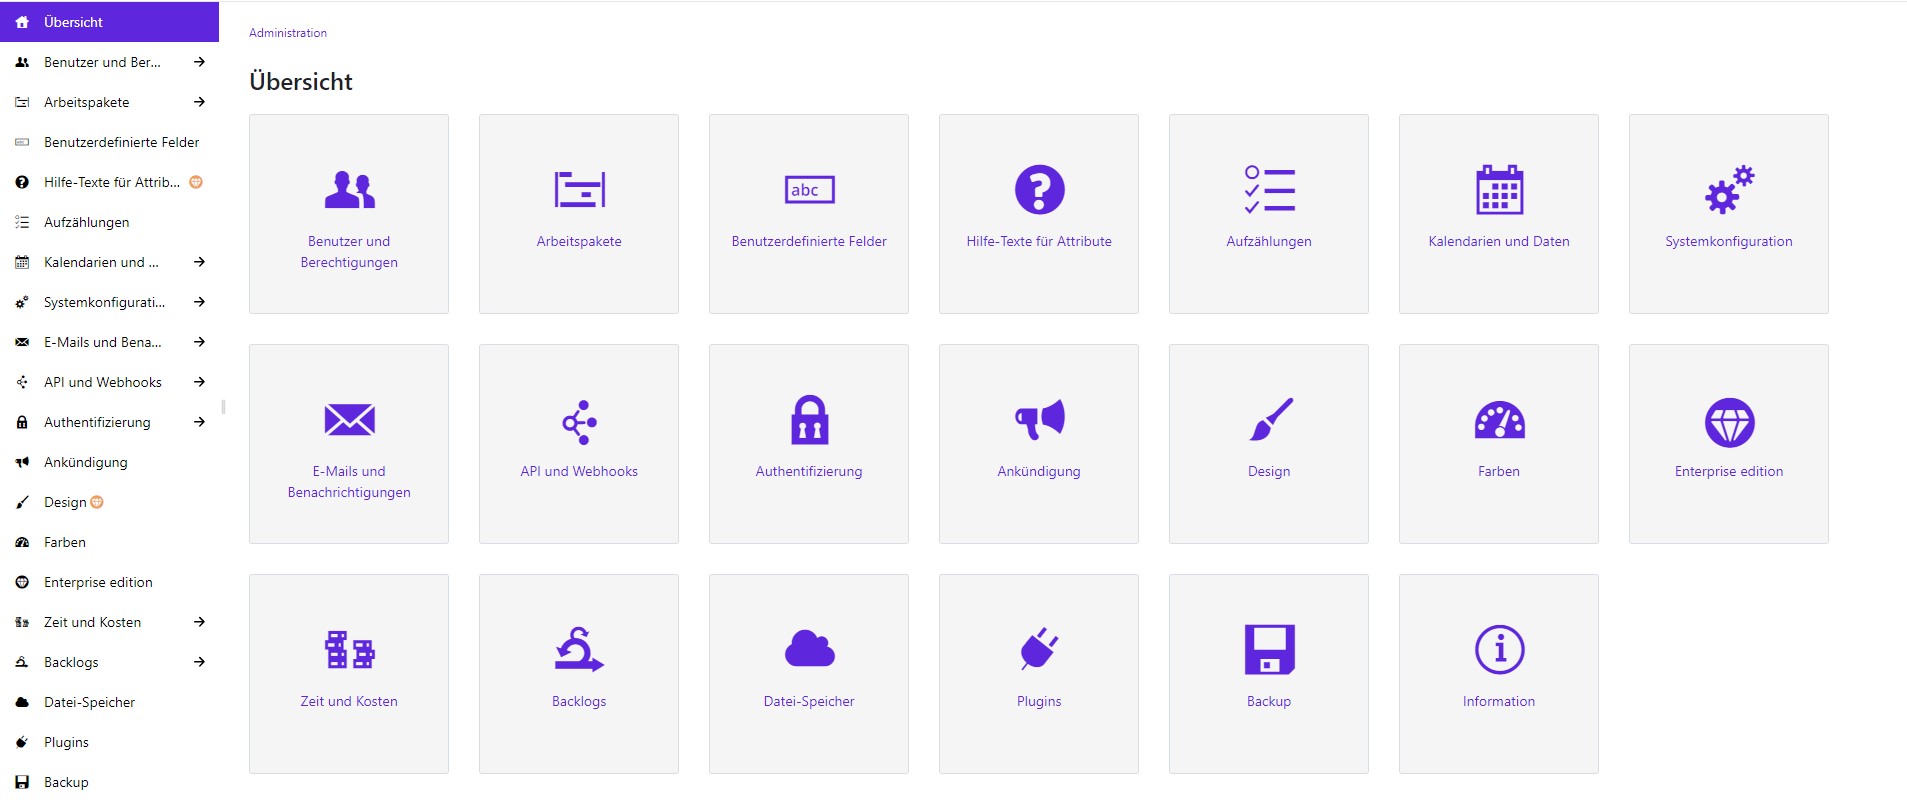 Übersicht
Benutzer und Ber...
Arbeitspakete
Benutzerdefinierte Felder
Hilfe-Texte für Attrib...
Aufzählungen
Kalendarien und ...
Systemkonfigurati...
E-Mails und Bena...
API und Webhooks
Authentifizierung
Ankündigung
Design
Farben
Enterprise edition
Zeit und Kosten
Backlogs
Datei-Speicher
Plugins
Backup
Administration
Übersicht
Benutzer und
Berechtigungen
Arbeitspakete
abc
Benutzerdefinierte Felder
Hilfe-Texte für Attribute
Aufzählungen
Kalendarien und Daten
Systemkonfiguration
E-Mails und
Benachrichtigungen
API und Webhooks
Authentifizierung
Ankündigung
Design
Farben
Enterprise edition
Zeit und Kosten
Backlogs
Datei-Speicher
Plugins
Backup
Information